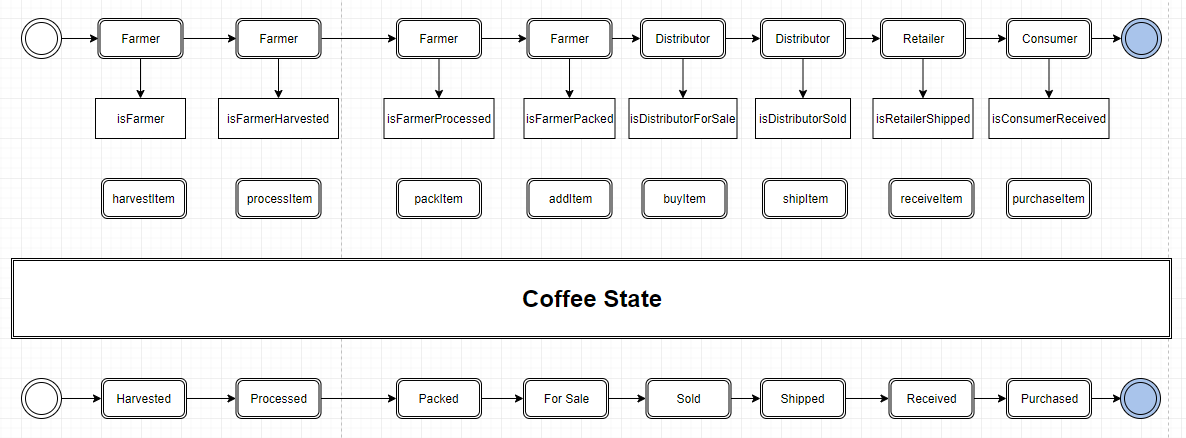 Farmer Farmer Farmer Farmer Distributor Distributor Retailer Consumer
isFarmer isFarmerHarvested isFarmerProcessed isFarmerPacked isDistributorForSale isDistributorSold isRetailerShipped isConsumerReceived
harvestItem processItem packItem addItem buyItem shipItem receiveItem purchaseItem
Coffee State
Harvested Processed Packed For Sale Sold Shipped Received Purchased